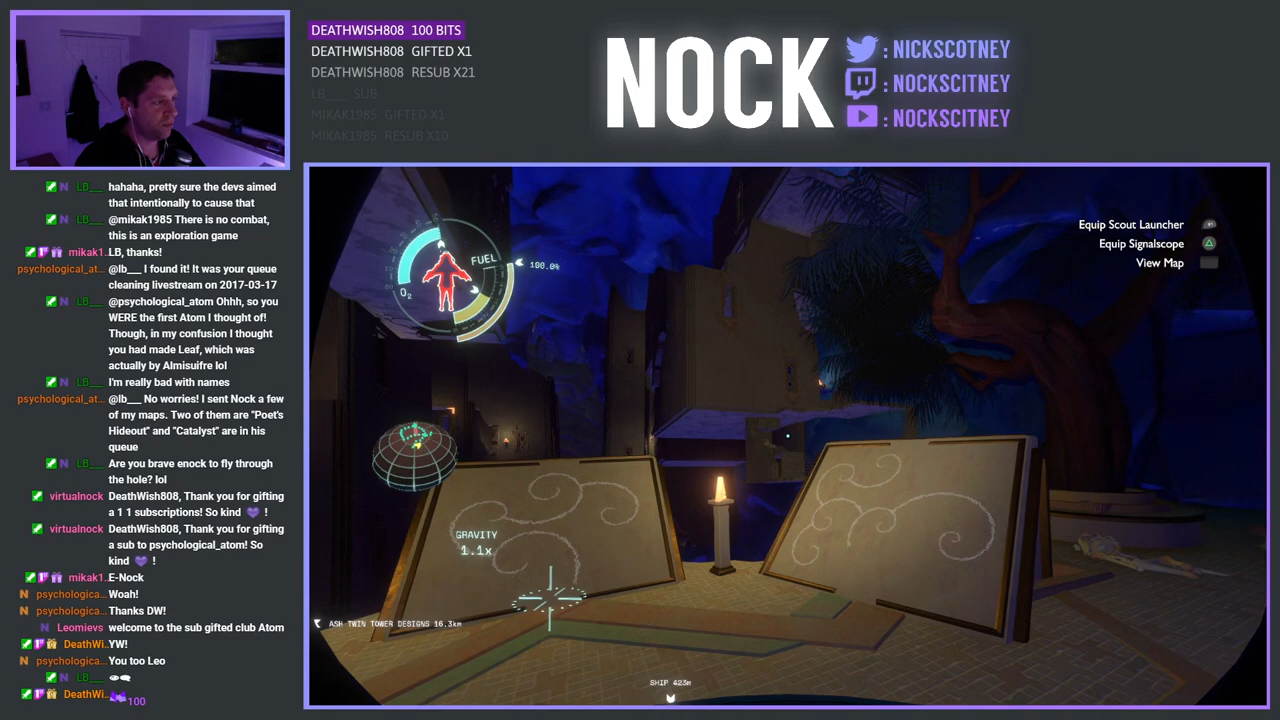 DEATHWISH808 100 BITS
DEATHWISH808 GIFTED X1
DEATHWISH808 RESUB X21
LB___ SUB
MIKAK1985 GIFTED X1
MIKAK1985 RESUB X10
NOCK
: NICKSCOTNEY
: NOCKSCITNEY
: NOCKSCITNEY
N LB___ hahaha, pretty sure the devs aimed
that intentionally to cause that
N LB___ @mikak1985 There is no combat,
this is an exploration game
mikak1... LB, thanks!
psychological_at... @lb___ I found it! It was your queue
cleaning livestream on 2017-03-17
N LB___ @psychological_atom Ohhh, so you
WERE the first Atom I thought of!
Though, in my confusion I thought
you had made Leaf, which was
actually by Almisuifre lol
N LB___ I'm really bad with names
psychological_at... @lb___ No worries! I sent Nock a few
of my maps. Two of them are "Poet's
Hideout" and "Catalyst" are in his
queue
N LB___ Are you brave enock to fly through
the hole? lol
virtualnock DeathWish808, Thank you for gifting
a 1 1 subscriptions! So kind 💜 !
virtualnock DeathWish808, Thank you for gifting
a sub to psychological_atom! So
kind 💜 !
mikak1... E-Nock
N psychologica... Woah!
N psychologica... Thanks DW!
N Leomievs welcome to the sub gifted club Atom
DeathWi... YW!
N psychologica... You too Leo
N LB___ 👁️🗨️
DeathWi... 100
Equip Scout Launcher
Equip Signalscope
View Map
FUEL
100.0%
O₂
GRAVITY
1.1x
ASH TWIN TOWER DESIGNS 16.3km
SHIP 423m